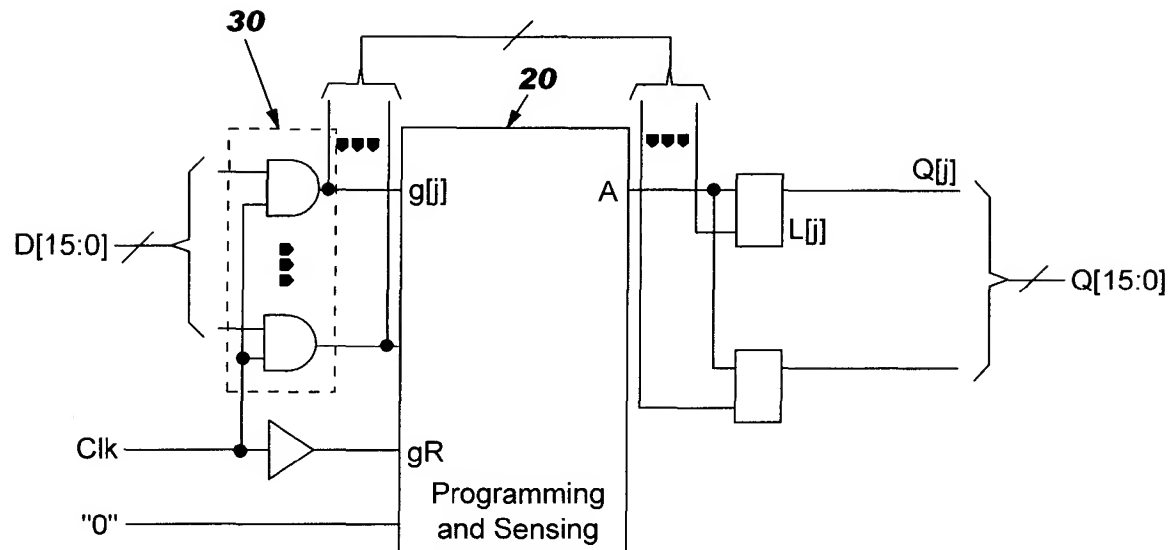 30
20
g[j]
A
Q[j]
L[j]
D[15:0]
Q[15:0]
Clk
gR
"0"
Programming
and Sensing